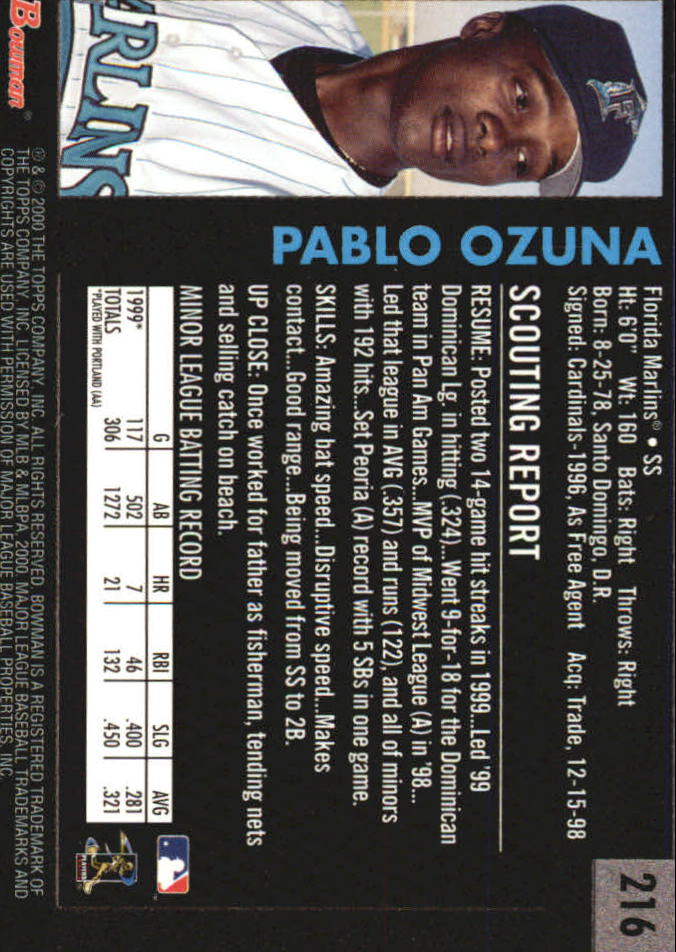 216
PABLO OZUNA
Florida Marlins® • SS
Ht: 6'0" Wt: 160 Bats: Right Throws: Right
Born: 8-25-78, Santo Domingo, D.R.
Signed: Cardinals-1996, As Free Agent Acq: Trade, 12-15-98
SCOUTING REPORT
RESUME: Posted two 14-game hit streaks in 1999...Led '99
Dominican Lg. in hitting (.324)...Went 9-for-18 for the Dominican
team in Pan Am Games...MVP of Midwest League (A) in '98...
Led that league in AVG (.357) and runs (122), and all of minors
with 192 hits...Set Peoria (A) record with 5 SBs in one game.
SKILLS: Amazing bat speed...Disruptive speed...Makes
contact...Good range...Being moved from SS to 2B.
UP CLOSE: Once worked for father as fisherman, tending nets
and selling catch on beach.
MINOR LEAGUE BATTING RECORD
G AB HR RBI SLG AVG
1999* 117 502 7 46 .400 .281
TOTALS 306 1272 21 132 .450 .321
*PLAYED WITH PORTLAND (AA)
RLINS
F
Bowman®
PLAYERS
® & © 2000 THE TOPPS COMPANY, INC. ALL RIGHTS RESERVED. BOWMAN IS A REGISTERED TRADEMARK OF
THE TOPPS COMPANY, INC. LICENSED BY MLB & MLBPA, 2000. MAJOR LEAGUE BASEBALL TRADEMARKS AND
COPYRIGHTS ARE USED WITH PERMISSION OF MAJOR LEAGUE BASEBALL PROPERTIES, INC.